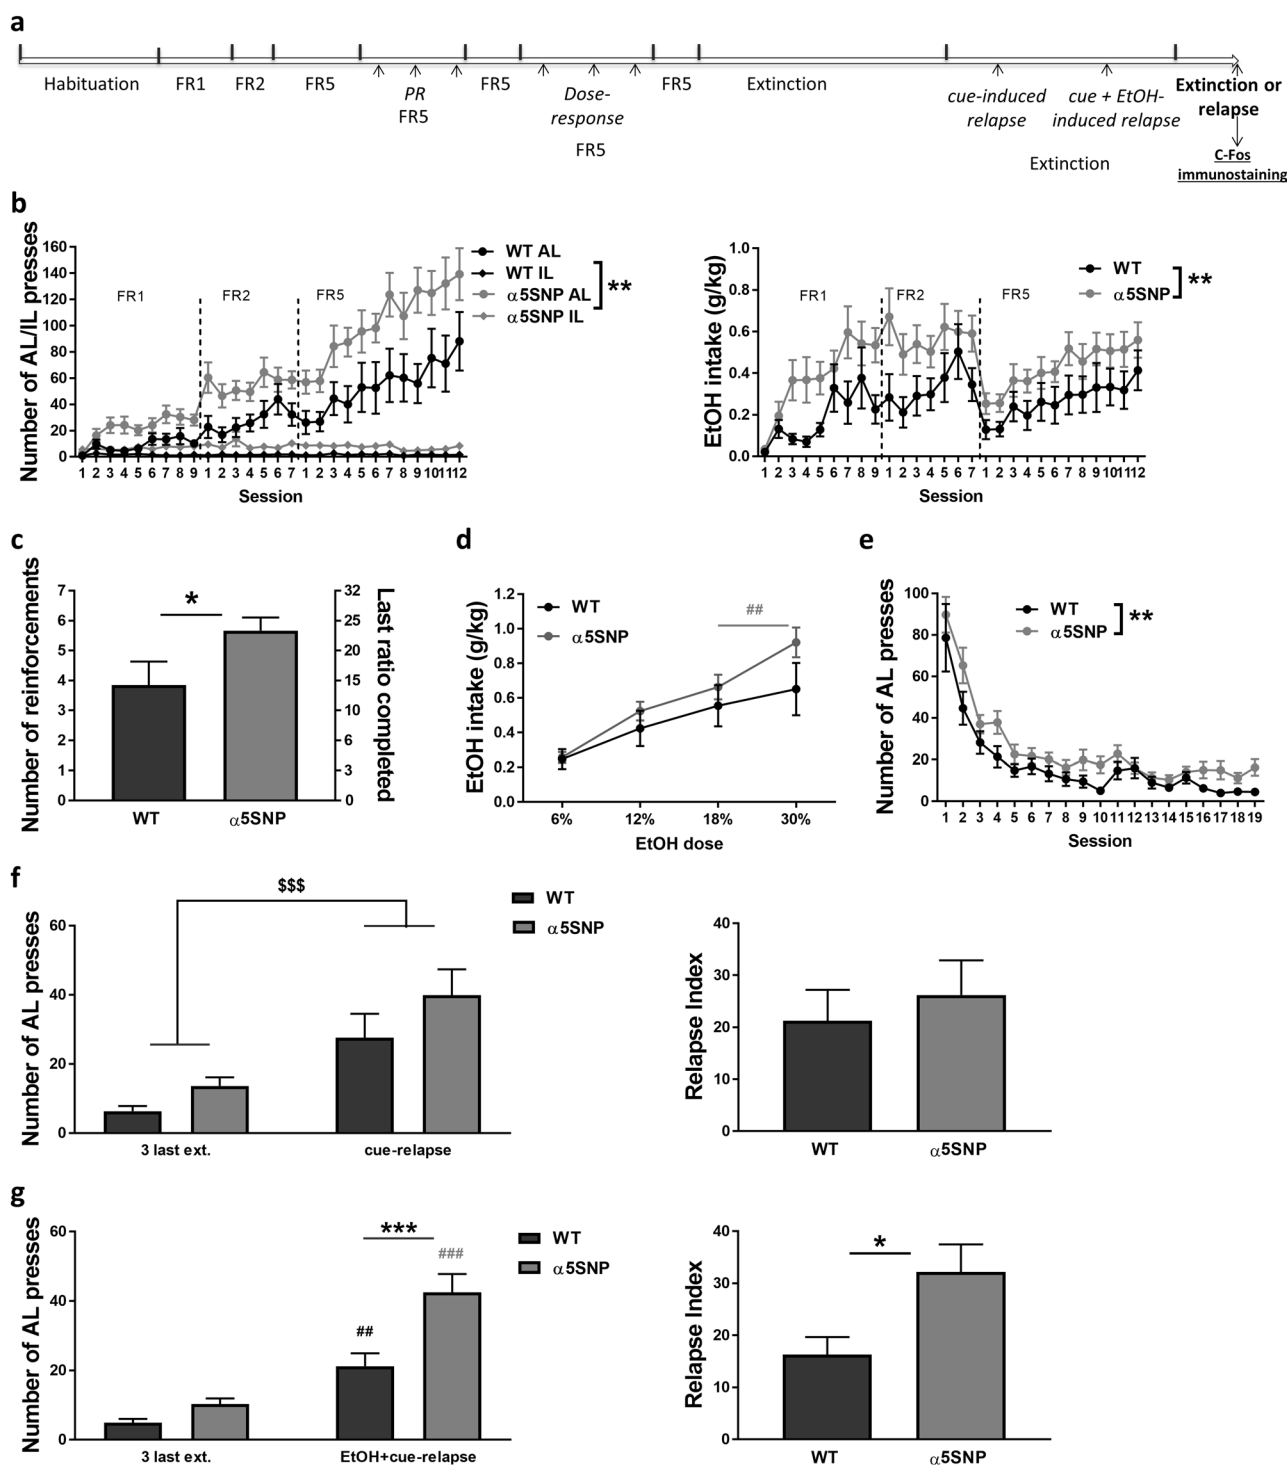 a
Habituation
FR1
FR2
FR5
PR
FR5
FR5
Dose-
response
FR5
FR5
Extinction
cue-induced
relapse
cue + EtOH-
induced relapse
Extinction
Extinction or
relapse
C-Fos
immunostaining
b
Number of AL/IL presses
160
140
120
100
80
60
40
20
0
FR1
FR2
FR5
WT AL
WT IL
α5SNP AL
α5SNP IL
**
1 2 3 4 5 6 7 8 9 1 2 3 4 5 6 7 1 2 3 4 5 6 7 8 9 10 11 12
Session
EtOH intake (g/kg)
1.0
0.8
0.6
0.4
0.2
0.0
FR1
FR2
FR5
WT
α5SNP
**
1 2 3 4 5 6 7 8 9 1 2 3 4 5 6 7 1 2 3 4 5 6 7 8 9 10 11 12
Session
c
Number of reinforcements
7
6
5
4
3
2
1
0
*
32
25
20
15
10
6
3
0
Last ratio completed
WT
α5SNP
d
EtOH intake (g/kg)
1.2
1.0
0.8
0.6
0.4
0.2
0.0
WT
α5SNP
##
6% 12% 18% 30%
EtOH dose
e
Number of AL presses
100
80
60
40
20
0
WT
α5SNP
**
1 2 3 4 5 6 7 8 9 10 11 12 13 14 15 16 17 18 19
Session
f
Number of AL presses
60
40
20
0
$$$
WT
α5SNP
3 last ext.
cue-relapse
Relapse Index
40
30
20
10
0
WT
α5SNP
g
Number of AL presses
60
40
20
0
***
##
###
WT
α5SNP
3 last ext.
EtOH+cue-relapse
Relapse Index
40
30
20
10
0
*
WT
α5SNP